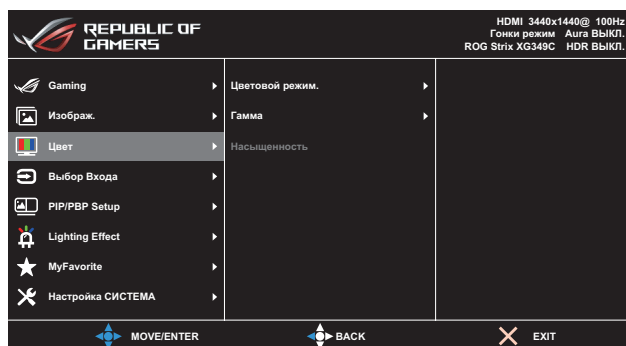 REPUBLIC OF
GAMERS
HDMI 3440x1440@ 100Hz
Гонки режим Aura ВЫКЛ.
ROG Strix XG349C HDR ВЫКЛ.
Gaming
Цветовой режим.
Изображ.
Гамма
Цвет
Насыщенность
Выбор Входа
PIP/PBP Setup
Lighting Effect
MyFavorite
Настройка СИСТЕМА
MOVE/ENTER
BACK
EXIT